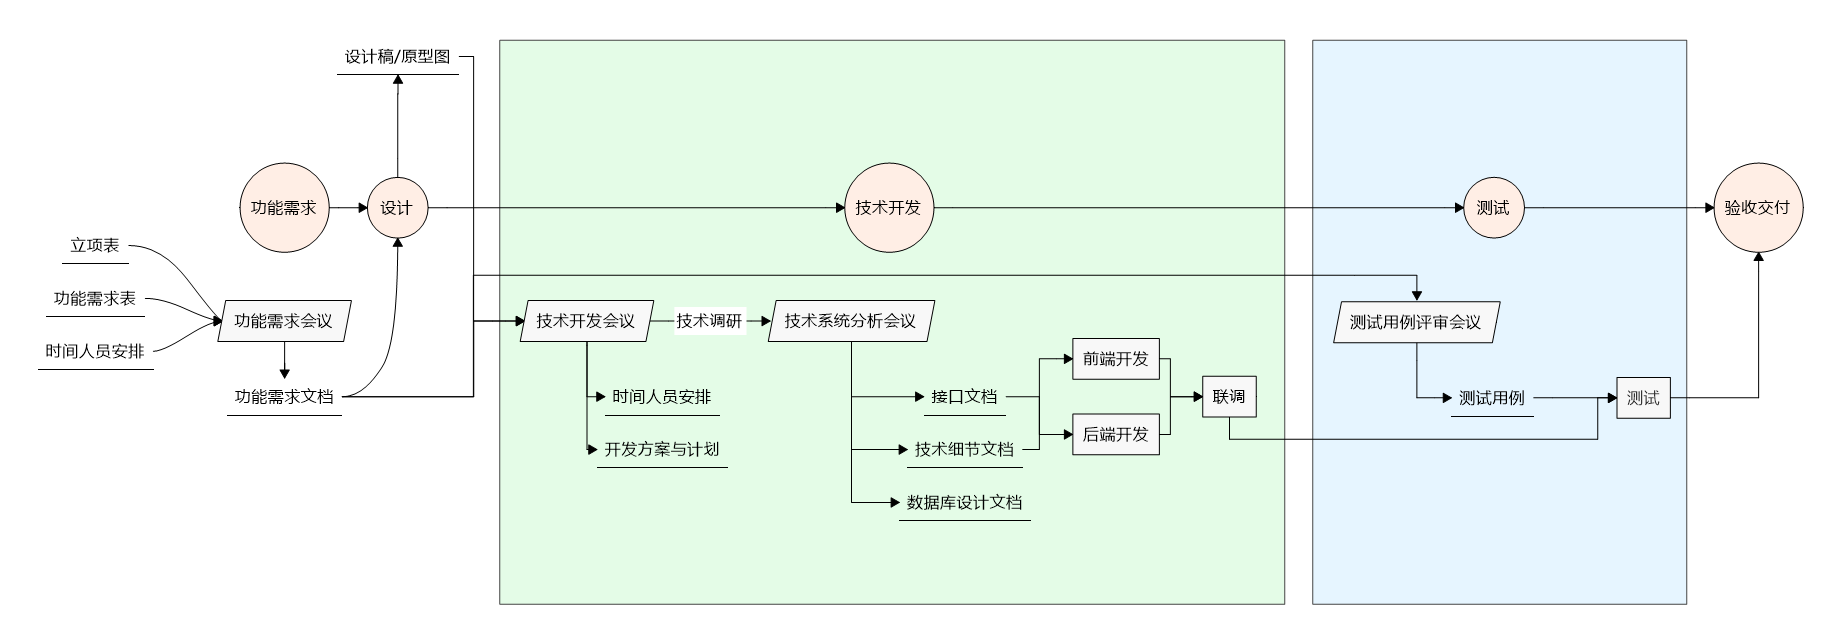 设计稿/原型图
功能需求
设计
技术开发
测试
验收交付
立项表
功能需求表
时间人员安排
功能需求会议
功能需求文档
技术开发会议
技术调研
技术系统分析会议
时间人员安排
开发方案与计划
接口文档
技术细节文档
数据库设计文档
前端开发
后端开发
联调
测试用例评审会议
测试用例
测试